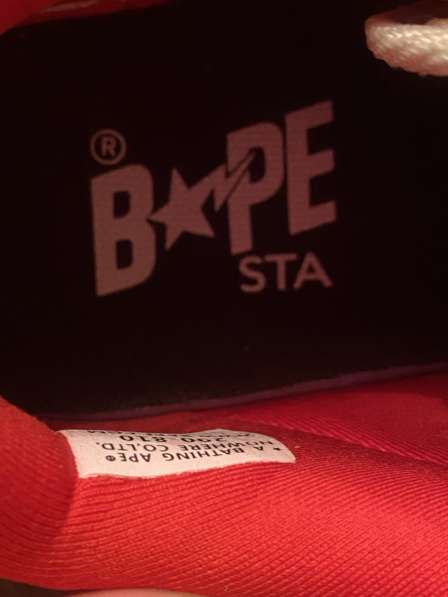 ®
B★PE
STA
* A BATHING APE®
NOWHERE CO.LTD.